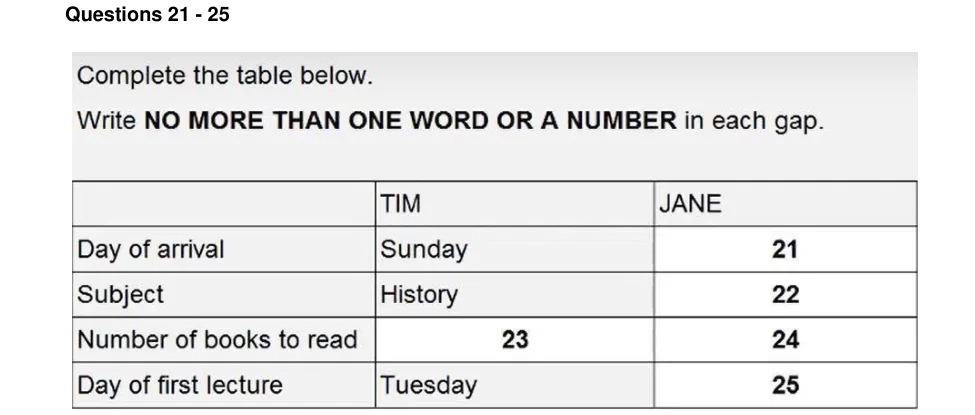 Questions 21 - 25
Complete the table below.
Write NO MORE THAN ONE WORD OR A NUMBER in each gap.
TIM JANE
Day of arrival Sunday 21
Subject History 22
Number of books to read 23 24
Day of first lecture Tuesday 25